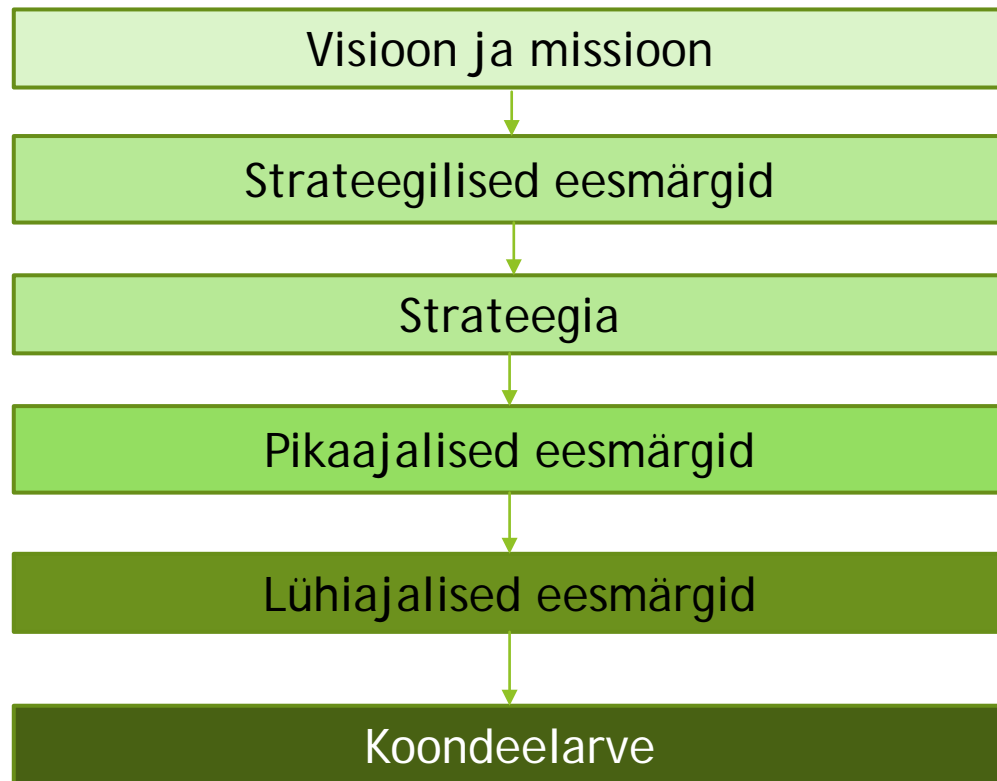 Visioon ja missioon
Strateegilised eesmärgid
Strateegia
Pikaajalised eesmärgid
Lühiajalised eesmärgid
Koondeelarve